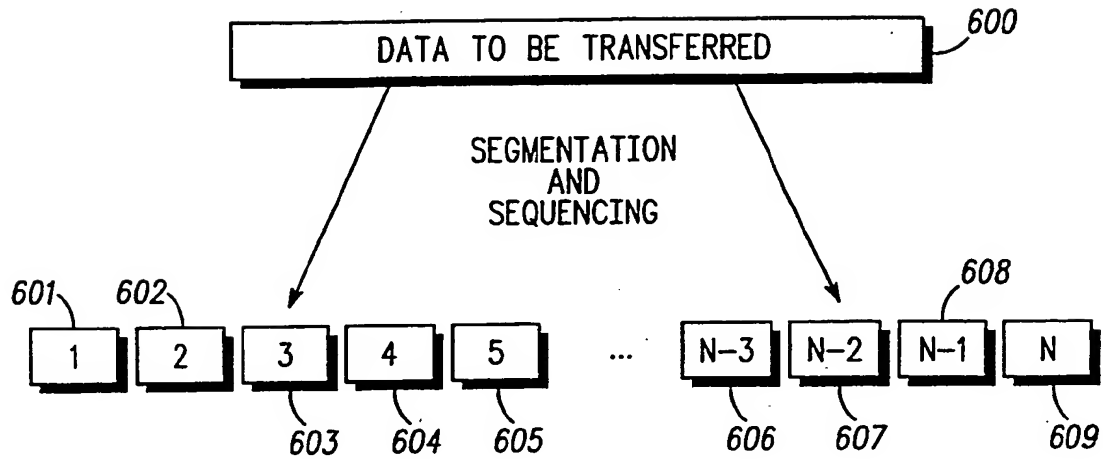 600
DATA TO BE TRANSFERRED
SEGMENTATION
AND
SEQUENCING
601 602 608
1 2 3 4 5 ... N-3 N-2 N-1 N
603 604 605 606 607 609